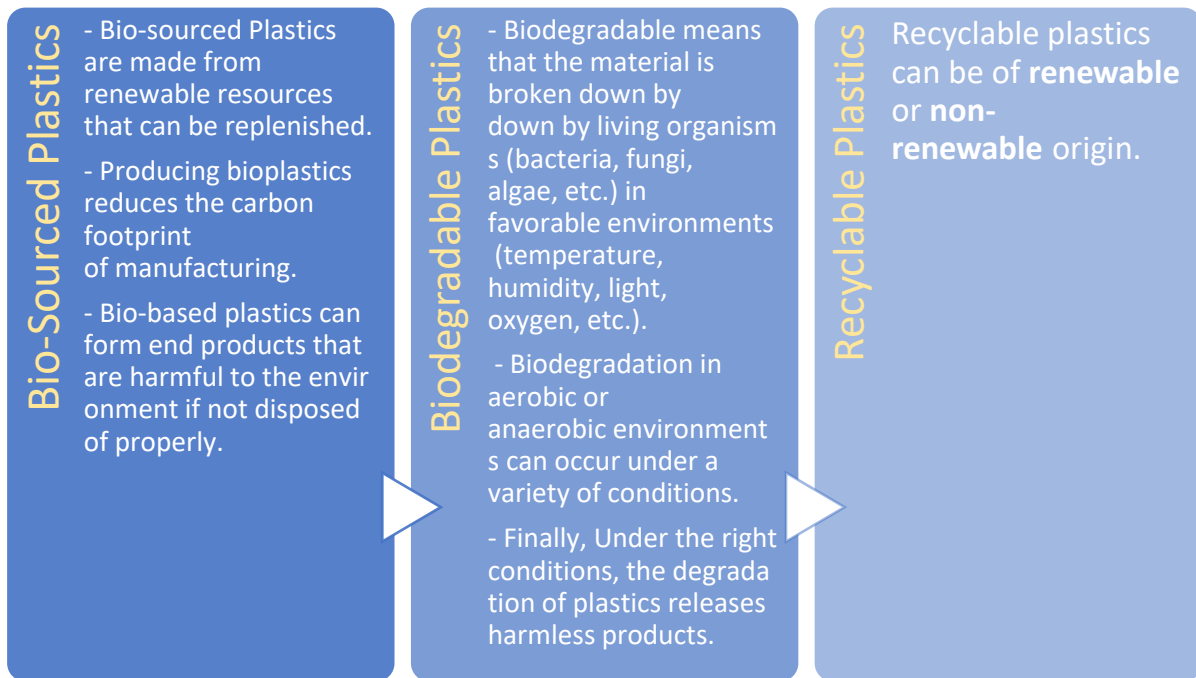 Bio-Sourced Plastics
- Bio-sourced Plastics
are made from
renewable resources
that can be replenished.
- Producing bioplastics
reduces the carbon
footprint
of manufacturing.
- Bio-based plastics can
form end products that
are harmful to the envir
onment if not disposed
of properly.
Biodegradable Plastics
- Biodegradable means
that the material is
broken down by
down by living organism
s (bacteria, fungi,
algae, etc.) in
favorable environments
(temperature,
humidity, light,
oxygen, etc.).
- Biodegradation in
aerobic or
anaerobic environment
s can occur under a
variety of conditions.
- Finally, Under the right
conditions, the degrada
tion of plastics releases
harmless products.
Recyclable Plastics
Recyclable plastics
can be of renewable
or non-
renewable origin.